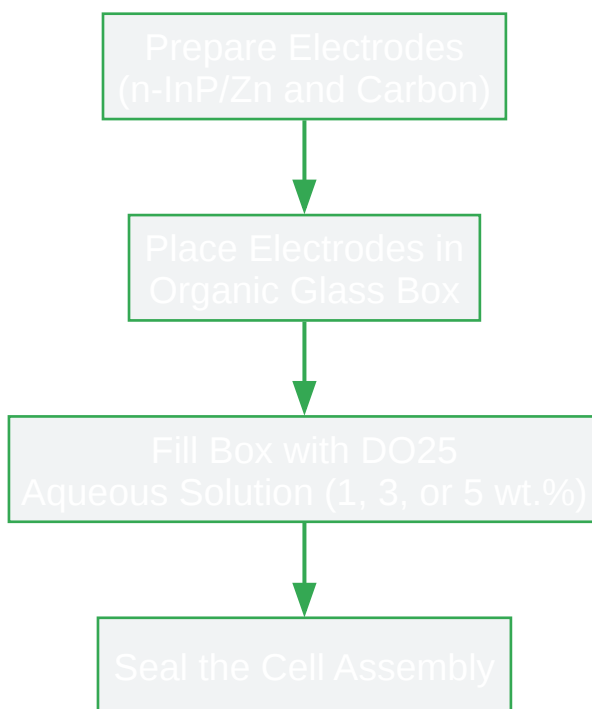 Prepare Electrodes
(n-InP/Zn and Carbon)
Place Electrodes in
Organic Glass Box
Fill Box with DO25
Aqueous Solution (1, 3, or 5 wt.%)
Seal the Cell Assembly